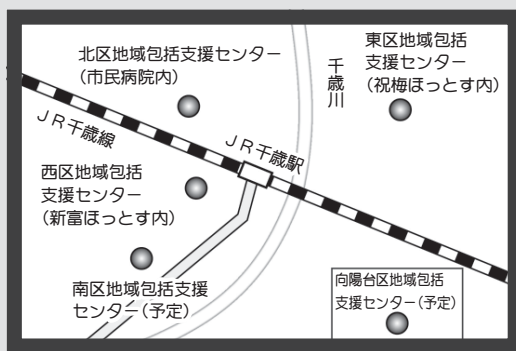 北区地域包括支援センター
(市民病院内)
千歳川
東区地域包括
支援センター
(祝梅ほっとす内)
JR千歳線
JR千歳駅
西区地域包括
支援センター
(新富ほっとす内)
南区地域包括支援
センター(予定)
向陽台区地域包括
支援センター(予定)